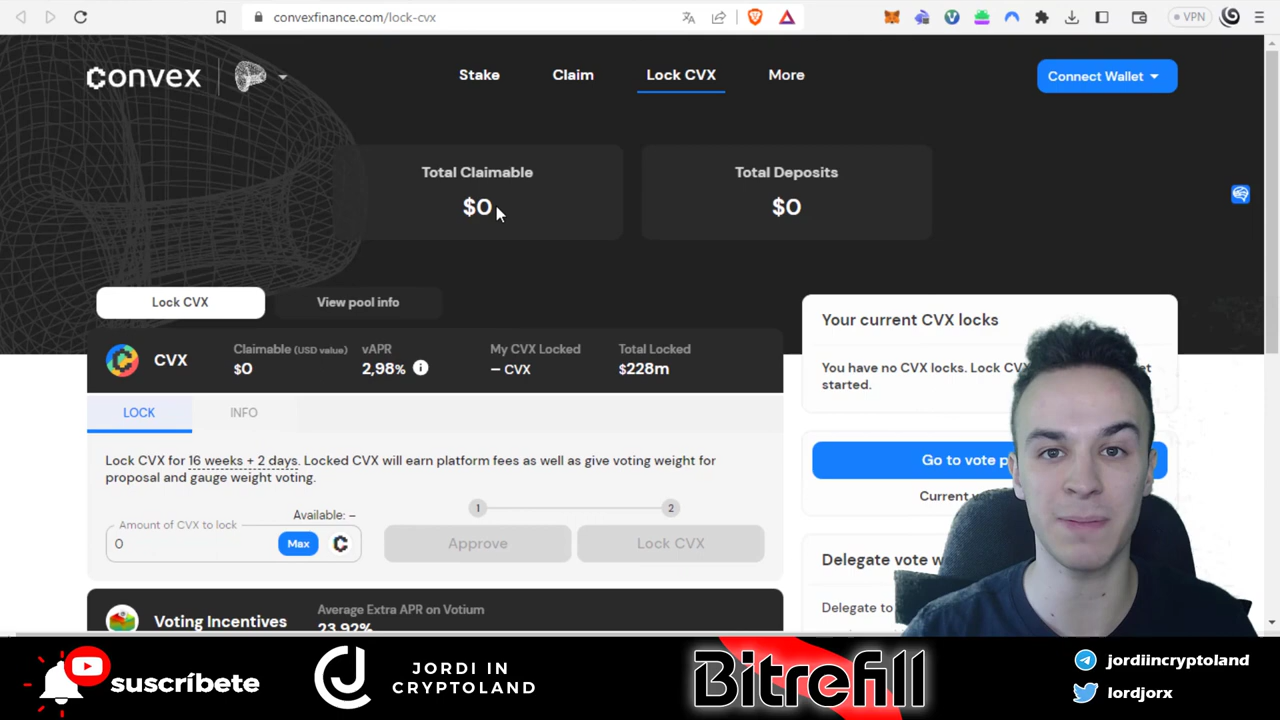 convexfinance.com/lock-cvx
VPN
Convex
Stake
Claim
Lock CVX
More
Connect Wallet
Total Claimable
$0
Total Deposits
$0
Lock CVX
View pool info
CVX
Claimable (USD value)
$0
vAPR
2,98%
My CVX Locked
– CVX
Total Locked
$228m
LOCK
INFO
Lock CVX for 16 weeks + 2 days. Locked CVX will earn platform fees as well as give voting weight for
proposal and gauge weight voting.
Available: –
Amount of CVX to lock
0
Max
1
2
Approve
Lock CVX
Voting Incentives
Average Extra APR on Votium
23,92%
Your current CVX locks
You have no CVX locks. Lock CVX
et
started.
Go to vote p
Current v
Delegate vote w
Delegate to
suscríbete
JORDI IN
CRYPTOLAND
Bitrefill
jordiincryptoland
lordjorx